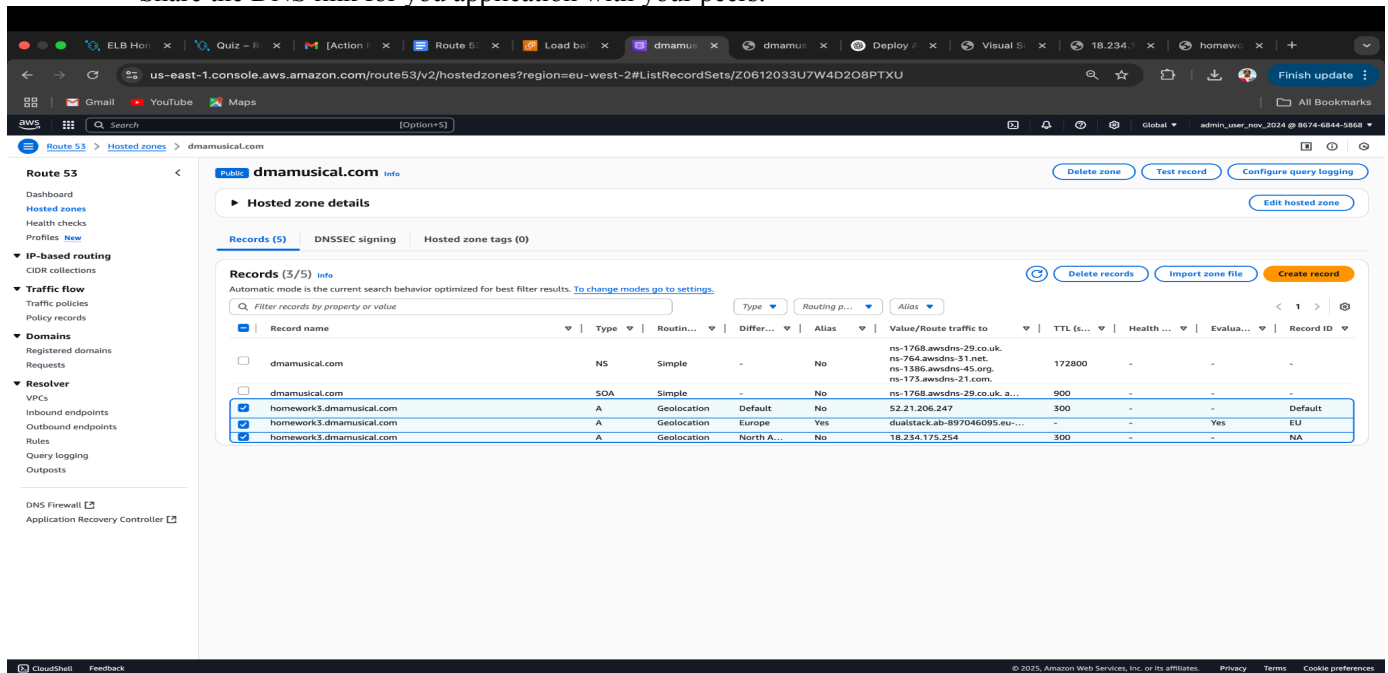 Share the DNS link for you application with your peers.
ELB Hon Quiz – R [Action Route 5 Load bal dmamus dmamus Deploy Visual S 18.234.1 homewo
us-east-1.console.aws.amazon.com/route53/v2/hostedzones?region=eu-west-2#ListRecordSets/Z0612033U7W4D2O8PTXU Finish update
Gmail YouTube Maps All Bookmarks
aws Search [Option+S] Global admin_user_nov_2024 @ 8674-6844-5868
Route 53 > Hosted zones > dmamusical.com
Route 53
Dashboard
Hosted zones
Health checks
Profiles New
IP-based routing
CIDR collections
Traffic flow
Traffic policies
Policy records
Domains
Registered domains
Requests
Resolver
VPCs
Inbound endpoints
Outbound endpoints
Rules
Query logging
Outposts
DNS Firewall
Application Recovery Controller
Public dmamusical.com Info Delete zone Test record Configure query logging
Hosted zone details Edit hosted zone
Records (5) DNSSEC signing Hosted zone tags (0)
Records (3/5) Info Delete records Import zone file Create record
Automatic mode is the current search behavior optimized for best filter results. To change modes go to settings.
Filter records by property or value Type Routing p... Alias 1
Record name Type Routin... Differ... Alias Value/Route traffic to TTL (s... Health ... Evalua... Record ID
ns-1768.awsdns-29.co.uk.
ns-764.awsdns-31.net.
dmamusical.com NS Simple - No 172800 - - -
ns-1386.awsdns-45.org.
ns-173.awsdns-21.com.
dmamusical.com SOA Simple - No ns-1768.awsdns-29.co.uk. a... 900 - - -
homework3.dmamusical.com A Geolocation Default No 52.21.206.247 300 - - Default
homework3.dmamusical.com A Geolocation Europe Yes dualstack.ab-897046095.eu-... - - Yes EU
homework3.dmamusical.com A Geolocation North A... No 18.234.175.254 300 - - NA
CloudShell Feedback © 2025, Amazon Web Services, Inc. or its affiliates. Privacy Terms Cookie preferences